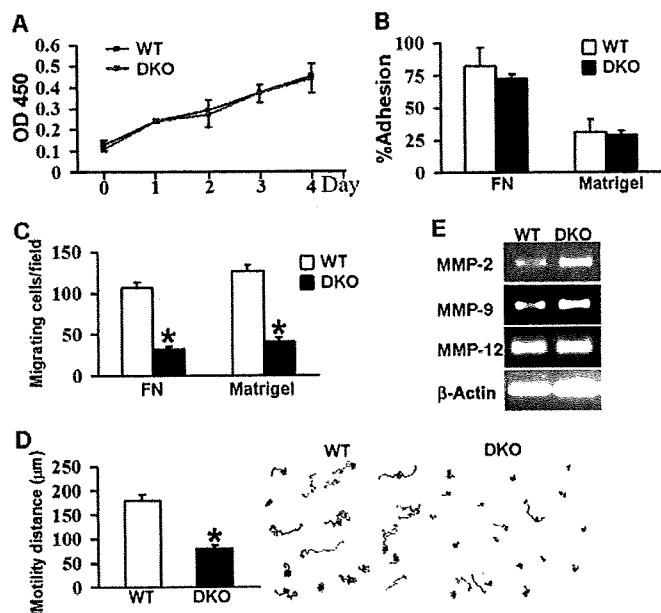 A
WT
DKO
OD 450
0.6
0.5
0.4
0.3
0.2
0.1
0 1 2 3 4 Day
B
WT
DKO
%Adhesion
100
75
50
25
FN Matrigel
C
WT
DKO
Migrating cells/field
150
100
50
0
FN Matrigel
E
WT DKO
MMP-2
MMP-9
MMP-12
β-Actin
D
Motility distance (µm)
250
200
150
100
50
0
* *
*
WT DKO
WT DKO